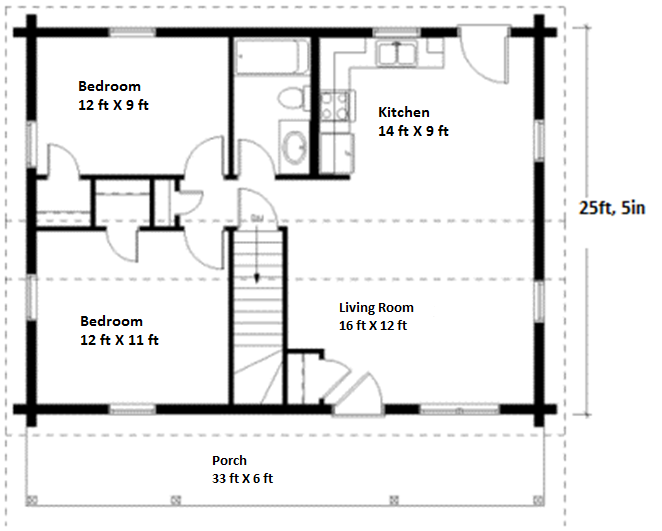 Bedroom
12 ft X 9 ft
Kitchen
14 ft X 9 ft
25ft, 5in
Living Room
16 ft X 12 ft
Bedroom
12 ft X 11 ft
Porch
33 ft X 6 ft